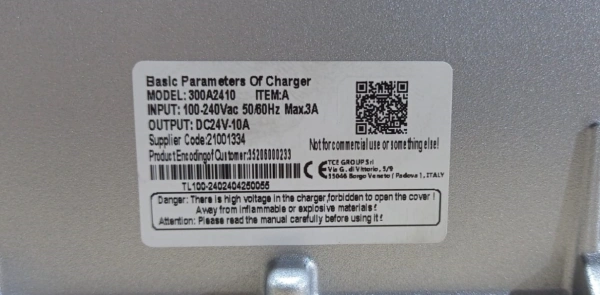 Basic Parameters Of Charger
MODEL: 300A2410 ITEM:A
INPUT: 100-240Vac 50/60Hz Max.3A
OUTPUT: DC24V-10A
Supplier Code:21001334
Not for commercial use or something else!
Product Encoding of Customer:35208000233
CE TCE GROUP Srl
Via G. di Vittorio, 5/9
35046 Borgo Veneto ( Padova ), ITALY
TL100-2402404250055
Danger: There is high voltage in the charger,forbidden to open the cover !
Away from inflammable or explosive materials !
Attention: Please read the manual carefully before using it !